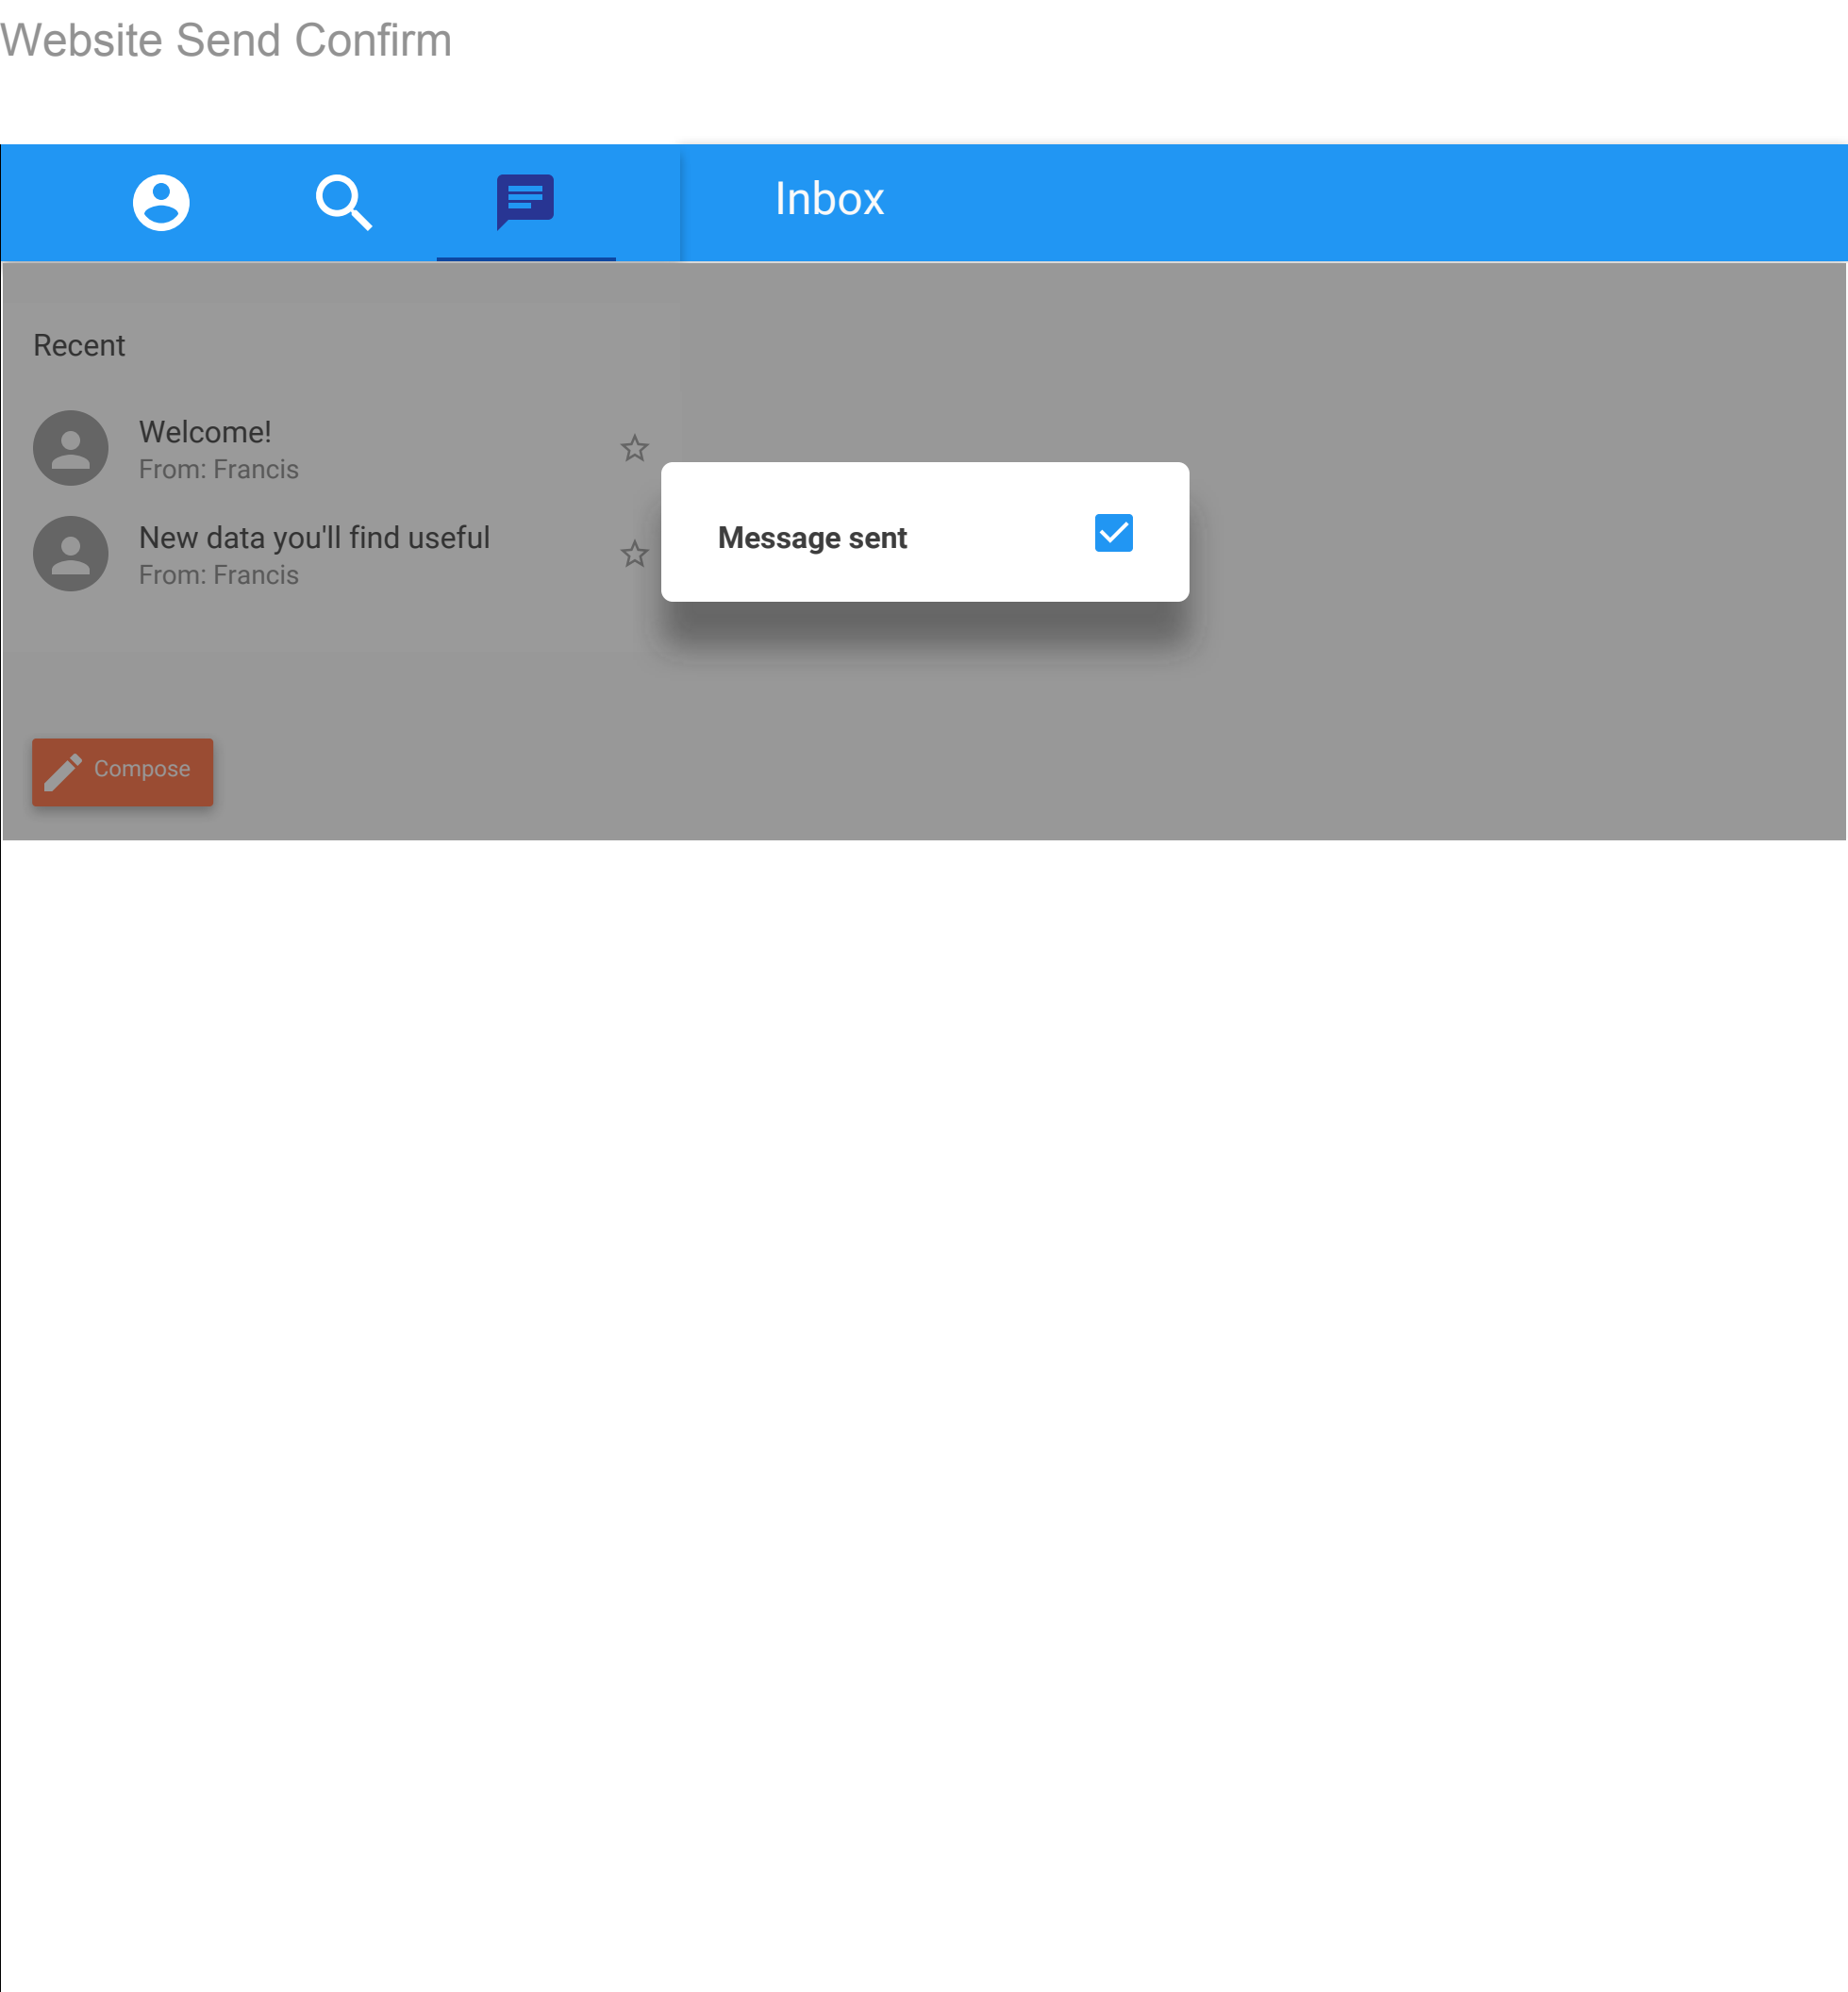 Website Send Confirm
Inbox
Recent
Welcome!
From: Francis
New data you'll find useful
From: Francis
Message sent
Compose